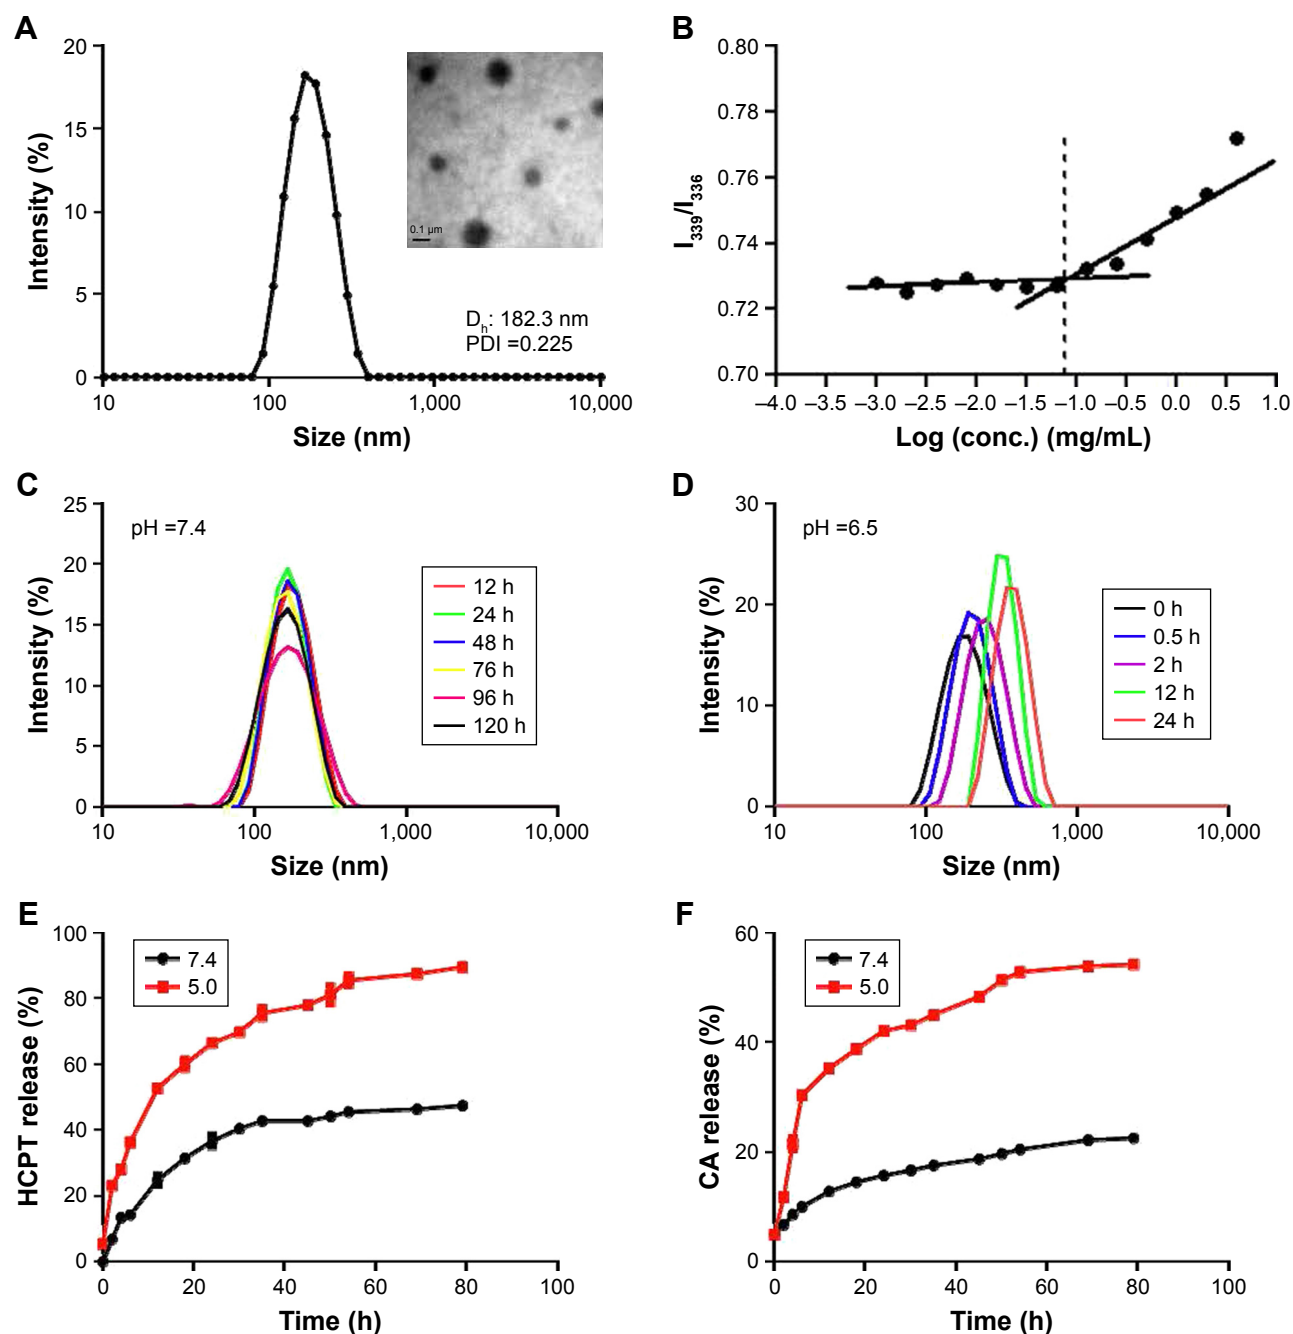 A
20
15
10
5
0
Intensity (%)
10 100 1,000 10,000
Size (nm)
0.1 µm
Dh: 182.3 nm
PDI =0.225
B
0.80
0.78
0.76
0.74
0.72
0.70
I339/I336
–4.0 –3.5 –3.0 –2.5 –2.0 –1.5 –1.0 –0.5 0.0 0.5 1.0
Log (conc.) (mg/mL)
C
25
20
15
10
5
0
Intensity (%)
pH =7.4
12 h
24 h
48 h
76 h
96 h
120 h
10 100 1,000 10,000
Size (nm)
D
30
20
10
0
Intensity (%)
pH =6.5
0 h
0.5 h
2 h
12 h
24 h
10 100 1,000 10,000
Size (nm)
E
100
80
60
40
20
0
HCPT release (%)
7.4
5.0
0 20 40 60 80 100
Time (h)
F
60
40
20
0
CA release (%)
7.4
5.0
0 20 40 60 80 100
Time (h)